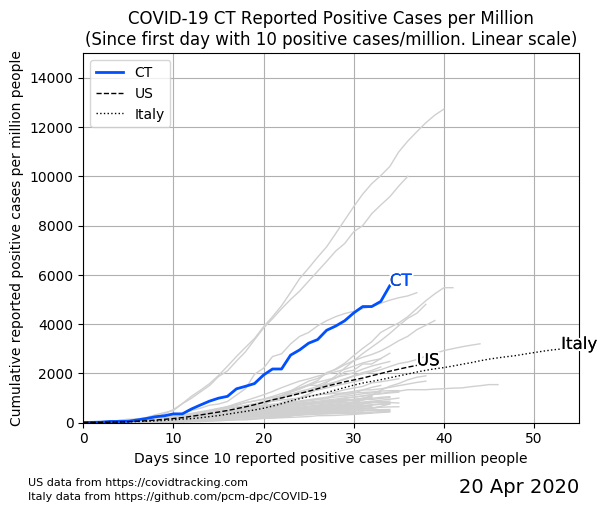 COVID-19 CT Reported Positive Cases per Million
(Since first day with 10 positive cases/million. Linear scale)
Cumulative reported positive cases per million people
14000
12000
10000
8000
6000
4000
2000
0
CT
US
Italy
CT
US
Italy
0 10 20 30 40 50
Days since 10 reported positive cases per million people
US data from https://covidtracking.com
Italy data from https://github.com/pcm-dpc/COVID-19
20 Apr 2020